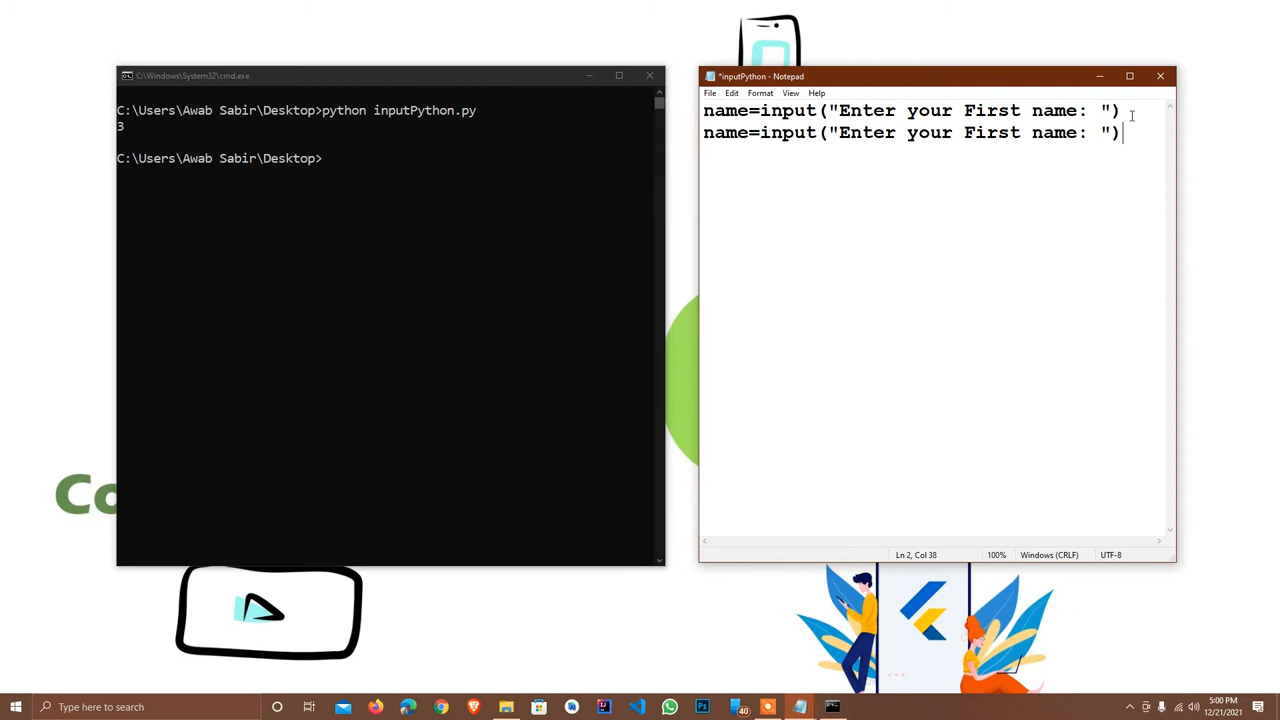 C:\Windows\System32\cmd.exe
C:\Users\Awab Sabir\Desktop>python inputPython.py
3
C:\Users\Awab Sabir\Desktop>
*inputPython - Notepad
File Edit Format View Help
name=input("Enter your First name: ")
name=input("Enter your First name: ")
Ln 2, Col 38 100% Windows (CRLF) UTF-8
Co
Type here to search
40
5:00 PM
12/21/2021